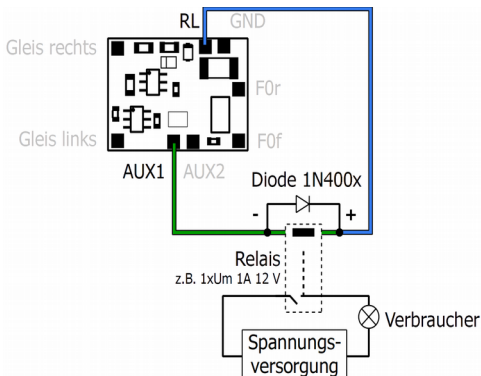 RL GND
Gleis rechts
F0r
Gleis links
F0f
AUX1 AUX2
Diode 1N400x
- +
Relais
z.B. 1xUm 1A 12 V
Verbraucher
Spannungs-
versorgung